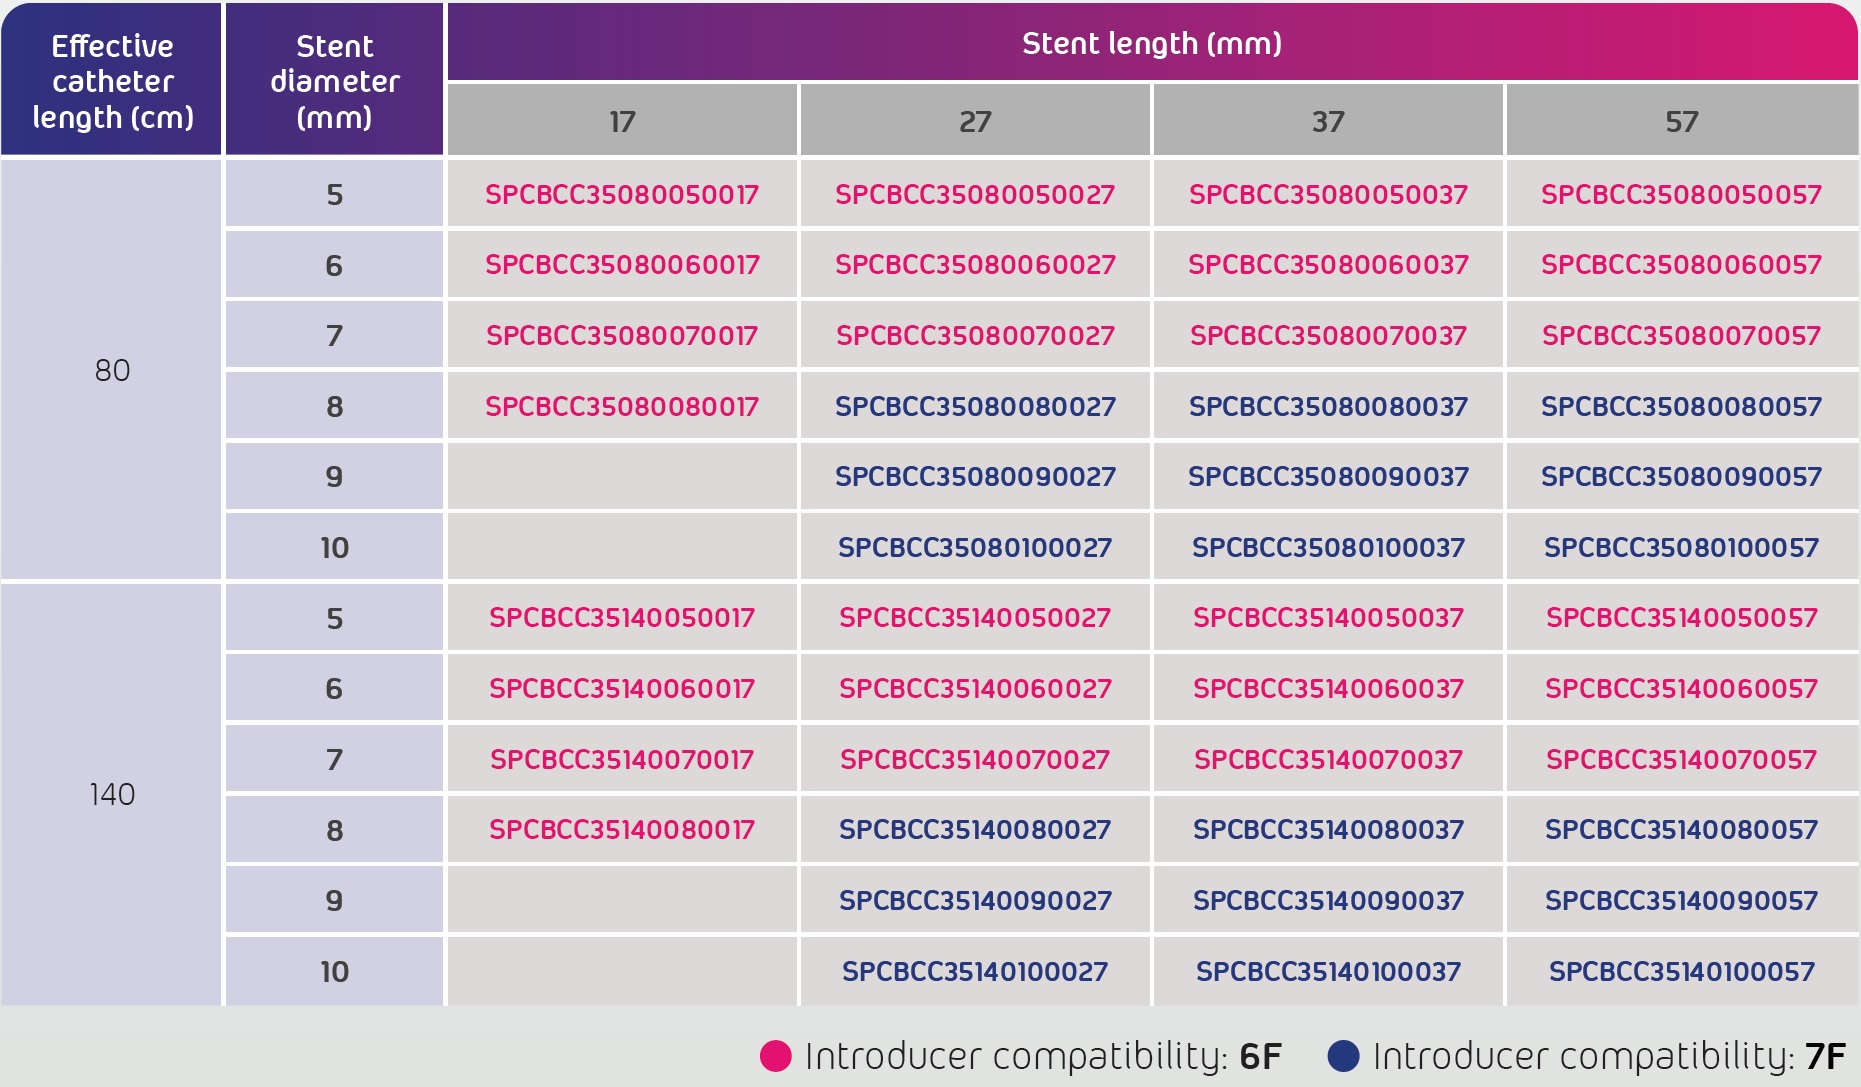 Effective
catheter
length (cm)
Stent
diameter
(mm)
Stent length (mm)
17 27 37 57
80
5 SPCBCC35080050017 SPCBCC35080050027 SPCBCC35080050037 SPCBCC35080050057
6 SPCBCC35080060017 SPCBCC35080060027 SPCBCC35080060037 SPCBCC35080060057
7 SPCBCC35080070017 SPCBCC35080070027 SPCBCC35080070037 SPCBCC35080070057
8 SPCBCC35080080017 SPCBCC35080080027 SPCBCC35080080037 SPCBCC35080080057
9 SPCBCC35080090027 SPCBCC35080090037 SPCBCC35080090057
10 SPCBCC35080100027 SPCBCC35080100037 SPCBCC35080100057
140
5 SPCBCC35140050017 SPCBCC35140050027 SPCBCC35140050037 SPCBCC35140050057
6 SPCBCC35140060017 SPCBCC35140060027 SPCBCC35140060037 SPCBCC35140060057
7 SPCBCC35140070017 SPCBCC35140070027 SPCBCC35140070037 SPCBCC35140070057
8 SPCBCC35140080017 SPCBCC35140080027 SPCBCC35140080037 SPCBCC35140080057
9 SPCBCC35140090027 SPCBCC35140090037 SPCBCC35140090057
10 SPCBCC35140100027 SPCBCC35140100037 SPCBCC35140100057
Introducer compatibility: 6F Introducer compatibility: 7F